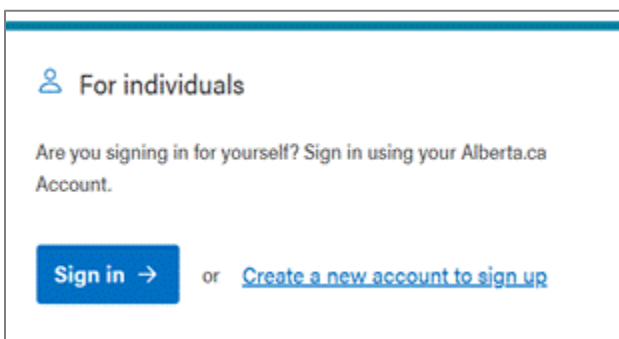 For individuals
Are you signing in for yourself? Sign in using your Alberta.ca
Account.
Sign in → or Create a new account to sign up